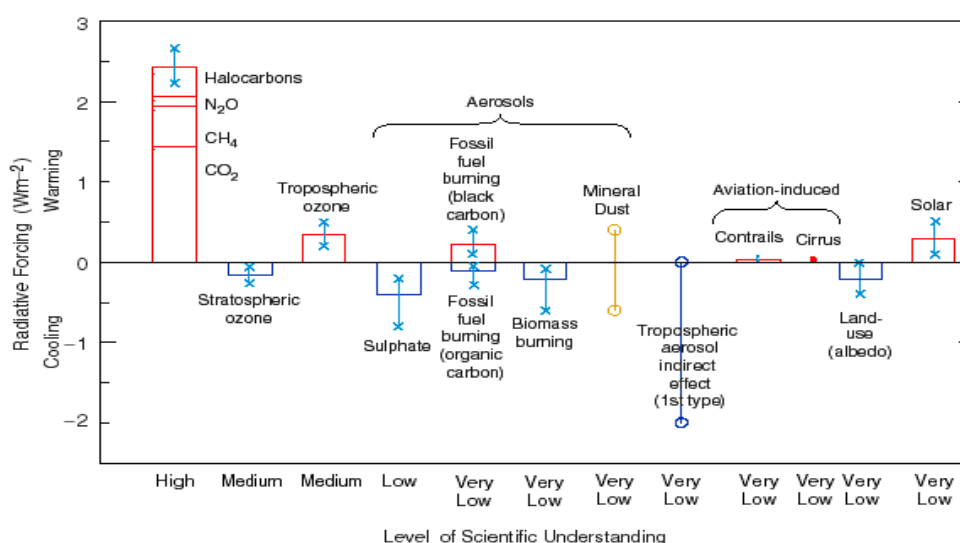 3
2
1
0
−1
−2
Radiative Forcing (Wm−2)
Cooling
Warming
Halocarbons
N2O
CH4
CO2
Stratospheric
ozone
Tropospheric
ozone
Aerosols
Sulphate
Fossil
fuel
burning
(black
carbon)
Fossil
fuel
burning
(organic
carbon)
Biomass
burning
Mineral
Dust
Tropospheric
aerosol
indirect
effect
(1st type)
Aviation-induced
Contrails
Cirrus
Land-
use
(albedo)
Solar
High
Medium
Medium
Low
Very
Low
Very
Low
Very
Low
Very
Low
Very
Low
Very
Low
Very
Low
Very
Low
Level of Scientific Understanding